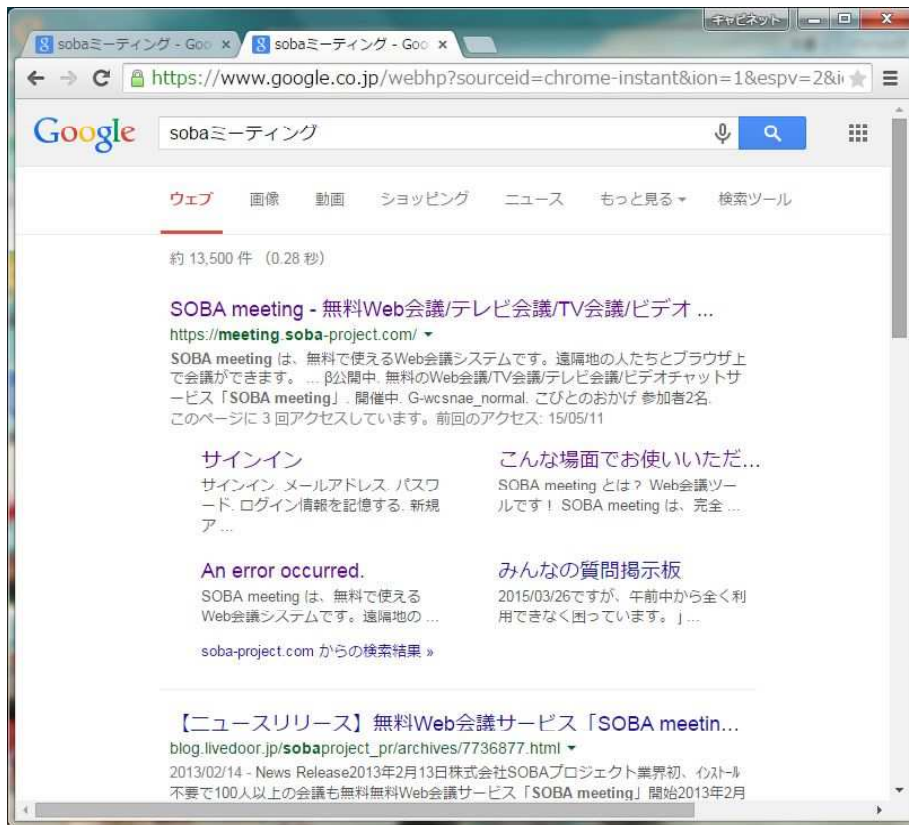 キャビネット
sobaミーティング - Goo
sobaミーティング - Goo
https://www.google.co.jp/webhp?sourceid=chrome-instant&ion=1&espv=2&i
Google
sobaミーティング
ウェブ 画像 動画 ショッピング ニュース もっと見る 検索ツール
約 13,500 件 （0.28 秒）
SOBA meeting - 無料Web会議/テレビ会議/TV会議/ビデオ ...
https://meeting.soba-project.com/
SOBA meeting は、無料で使えるWeb会議システムです。遠隔地の人たちとブラウザ上
で会議ができます。 ... β公開中. 無料のWeb会議/TV会議/テレビ会議/ビデオチャットサ
ービス「SOBA meeting」. 開催中. G-wcsnae_normal. こびとのおかげ 参加者2名.
このページに 3 回アクセスしています。前回のアクセス: 15/05/11
サインイン
サインイン. メールアドレス. パスワ
ード. ログイン情報を記憶する. 新規
ア ...
こんな場面でお使いいただ...
SOBA meeting とは？ Web会議ツー
ルです！ SOBA meeting は、完全 ...
An error occurred.
SOBA meeting は、無料で使える
Web会議システムです。遠隔地の ...
みんなの質問掲示板
2015/03/26ですが、午前中から全く利
用できなく困っています。 j ...
soba-project.com からの検索結果 »
【ニュースリリース】無料Web会議サービス「SOBA meetin...
blog.livedoor.jp/sobaproject_pr/archives/7736877.html
2013/02/14 - News Release2013年2月13日株式会社SOBAプロジェクト業界初、インストール
不要で100人以上の会議も無料無料Web会議サービス「SOBA meeting」開始2013年2月